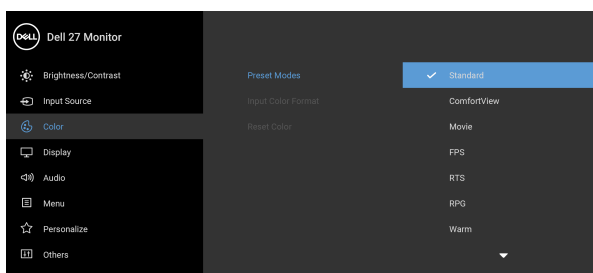 DELL Dell 27 Monitor
Brightness/Contrast Preset Modes Standard
Input Source Input Color Format ComfortView
Color Reset Color Movie
Display FPS
Audio RTS
Menu RPG
Personalize Warm
Others